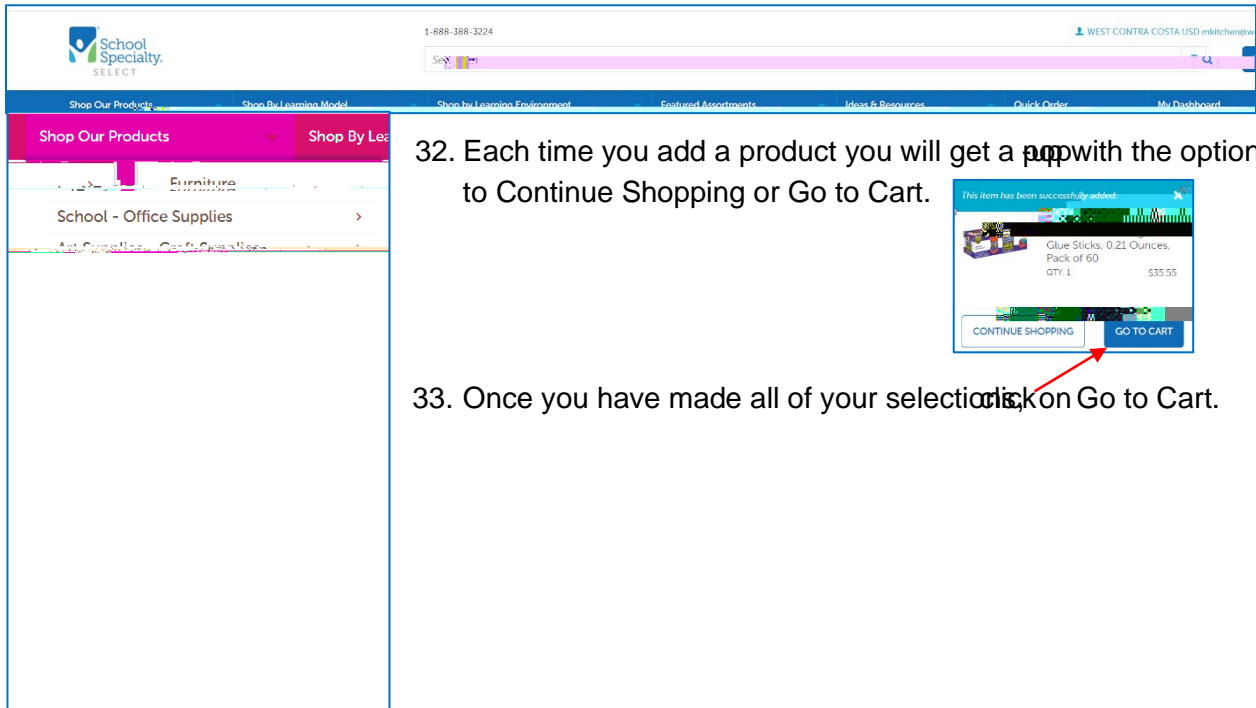 1-888-388-3224
WEST CONTRA COSTA USD mkitchen@w
School
Specialty.
SELECT
Shop Our Products Shop By Learning Model Shop by Learning Environment Featured Assortments Ideas & Resources Quick Order My Dashboard
Shop Our Products Shop By Lea
Furniture
School - Office Supplies
Art Supplies - Craft Supplies
32. Each time you add a product you will get a pop with the option
to Continue Shopping or Go to Cart.
This item has been successfully added:
Glue Sticks, 0.21 Ounces,
Pack of 60
QTY: 1 $35.55
CONTINUE SHOPPING GO TO CART
33. Once you have made all of your selections, click on Go to Cart.